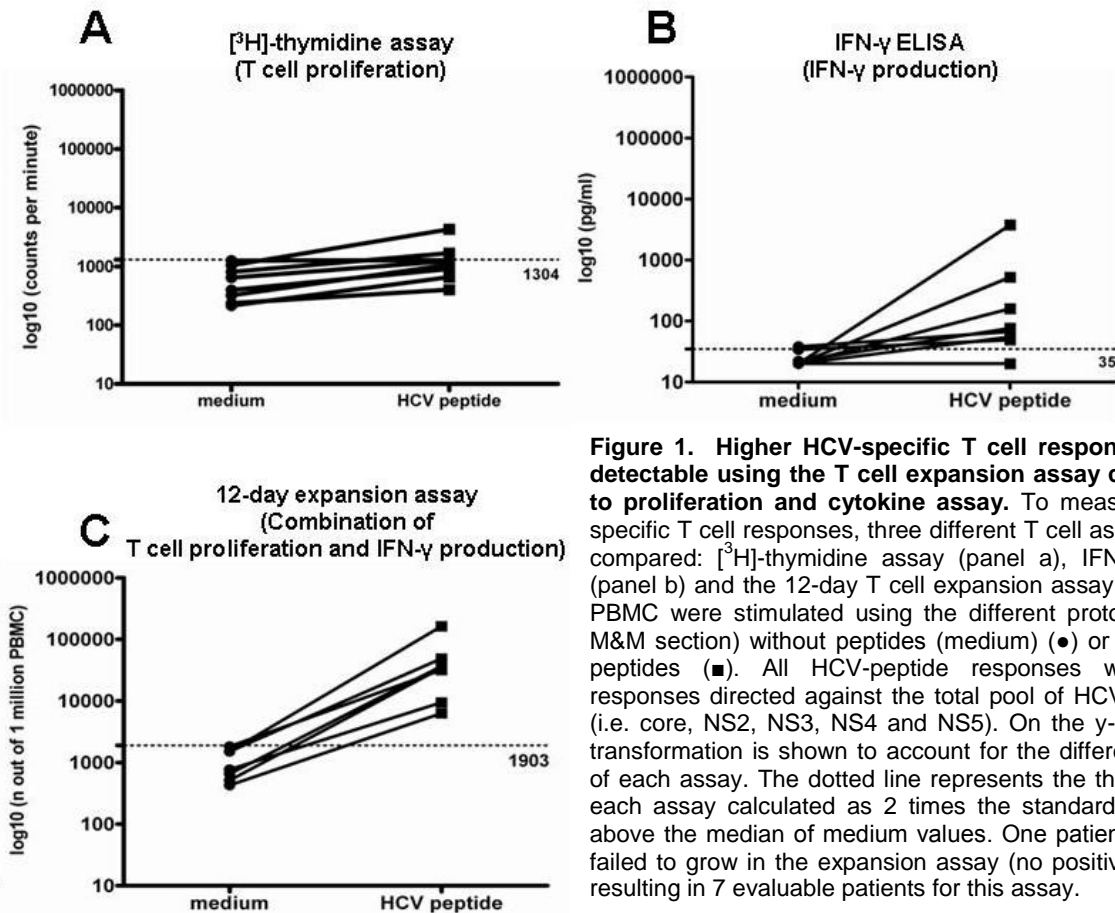 A
[³H]-thymidine assay
(T cell proliferation)
log10 (counts per minute)
1000000
100000
10000
1000
100
10
1304
medium HCV peptide
B
IFN-γ ELISA
(IFN-γ production)
log10 (pg/ml)
1000000
100000
10000
1000
100
10
35
medium HCV peptide
C
12-day expansion assay
(Combination of
T cell proliferation and IFN-γ production)
log10 (n out of 1 million PBMC)
1000000
100000
10000
1000
100
10
1903
medium HCV peptide
Figure 1. Higher HCV-specific T cell respon
detectable using the T cell expansion assay
to proliferation and cytokine assay. To meas
specific T cell responses, three different T cell as
compared: [³H]-thymidine assay (panel a), IFN
(panel b) and the 12-day T cell expansion assay
PBMC were stimulated using the different proto
M&M section) without peptides (medium) (●) or
peptides (■). All HCV-peptide responses w
responses directed against the total pool of HCV
(i.e. core, NS2, NS3, NS4 and NS5). On the y-
transformation is shown to account for the differe
of each assay. The dotted line represents the th
each assay calculated as 2 times the standard
above the median of medium values. One patien
failed to grow in the expansion assay (no positiv
resulting in 7 evaluable patients for this assay.